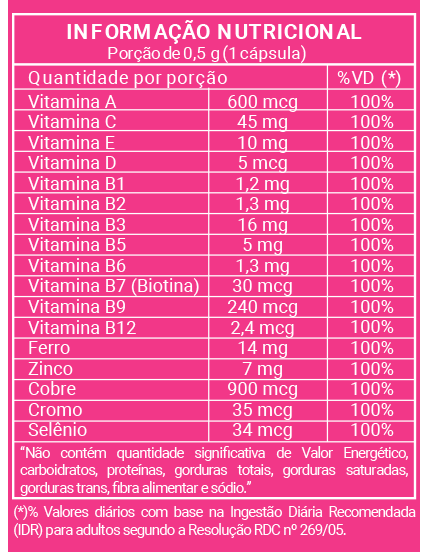 INFORMAÇÃO NUTRICIONAL
Porção de 0,5 g (1 cápsula)
Quantidade por porção %VD (*)
Vitamina A 600 mcg 100%
Vitamina C 45 mg 100%
Vitamina E 10 mg 100%
Vitamina D 5 mcg 100%
Vitamina B1 1,2 mg 100%
Vitamina B2 1,3 mg 100%
Vitamina B3 16 mg 100%
Vitamina B5 5 mg 100%
Vitamina B6 1,3 mg 100%
Vitamina B7 (Biotina) 30 mcg 100%
Vitamina B9 240 mcg 100%
Vitamina B12 2,4 mcg 100%
Ferro 14 mg 100%
Zinco 7 mg 100%
Cobre 900 mcg 100%
Cromo 35 mcg 100%
Selênio 34 mcg 100%
“Não contém quantidade significativa de Valor Energético,
carboidratos, proteínas, gorduras totais, gorduras saturadas,
gorduras trans, fibra alimentar e sódio.”
(*)% Valores diários com base na Ingestão Diária Recomendada
(IDR) para adultos segundo a Resolução RDC nº 269/05.